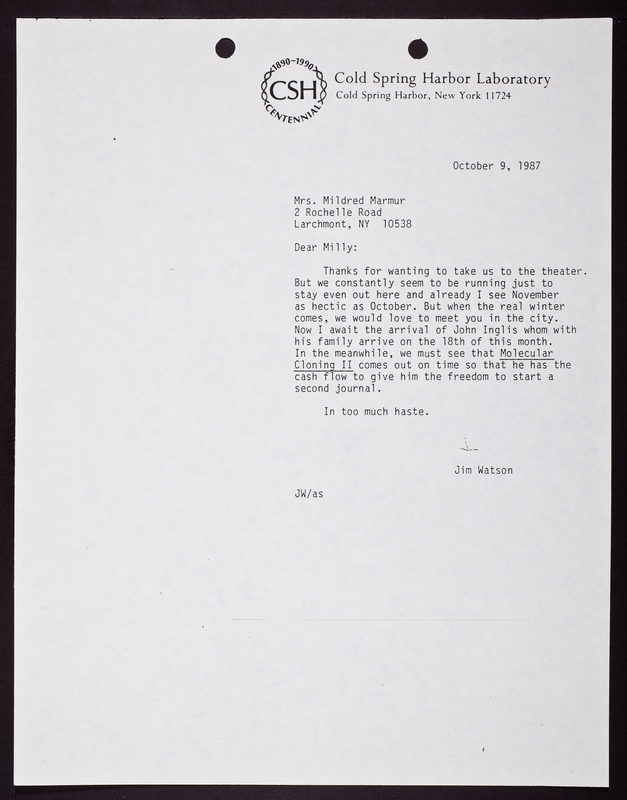 1890-1990
CSH
CENTENNIAL
Cold Spring Harbor Laboratory
Cold Spring Harbor, New York 11724
October 9, 1987
Mrs. Mildred Marmur
2 Rochelle Road
Larchmont, NY  10538
Dear Milly:
Thanks for wanting to take us to the theater.
But we constantly seem to be running just to
stay even out here and already I see November
as hectic as October. But when the real winter
comes, we would love to meet you in the city.
Now I await the arrival of John Inglis whom with
his family arrive on the 18th of this month.
In the meanwhile, we must see that Molecular
Cloning II comes out on time so that he has the
cash flow to give him the freedom to start a
second journal.
In too much haste.
Jim Watson
JW/as